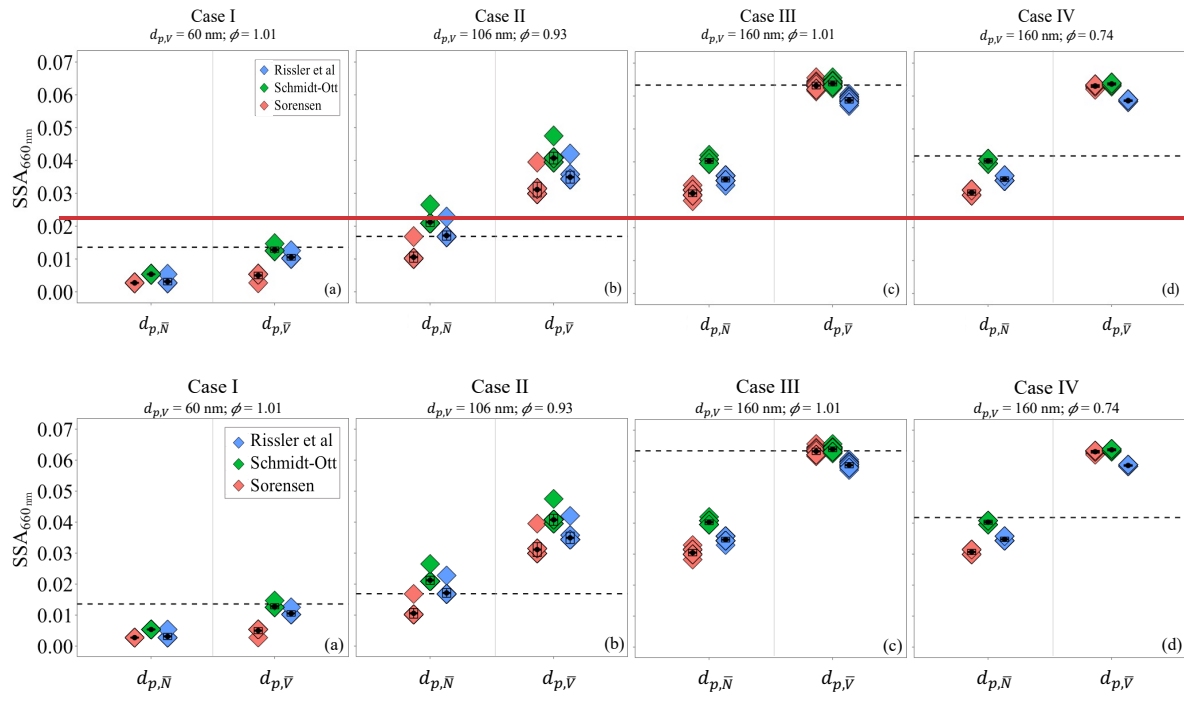 Case I Case II Case III Case IV
d_{p,V} = 60 nm; ϕ = 1.01 d_{p,V} = 106 nm; ϕ = 0.93 d_{p,V} = 160 nm; ϕ = 1.01 d_{p,V} = 160 nm; ϕ = 0.74
SSA_{660 nm}
0.07
0.06
0.04
0.03
0.02
0.01
0.00
Rissler et al
Schmidt-Ott
Sorensen
(a) (b) (c) (d)
d_{p,N̄} d_{p,V̄} d_{p,N̄} d_{p,V̄} d_{p,N̄} d_{p,V̄} d_{p,N̄} d_{p,V̄}
Case I Case II Case III Case IV
d_{p,V} = 60 nm; ϕ = 1.01 d_{p,V} = 106 nm; ϕ = 0.93 d_{p,V} = 160 nm; ϕ = 1.01 d_{p,V} = 160 nm; ϕ = 0.74
SSA_{660 nm}
0.07
0.06
0.05
0.04
0.03
0.02
0.01
0.00
Rissler et al
Schmidt-Ott
Sorensen
(a) (b) (c) (d)
d_{p,N̄} d_{p,V̄} d_{p,N̄} d_{p,V̄} d_{p,N̄} d_{p,V̄} d_{p,N̄} d_{p,V̄}